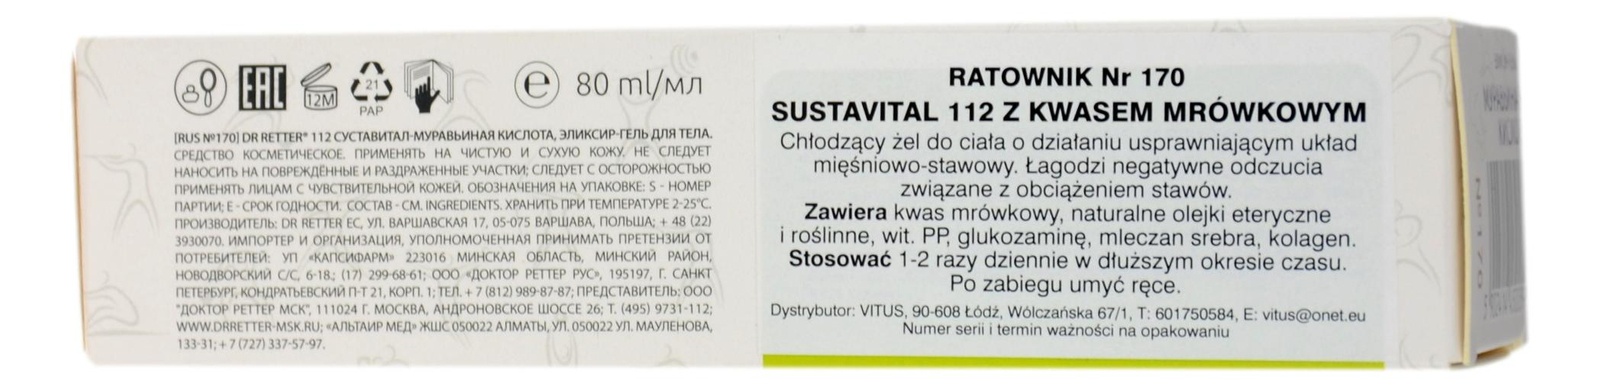 EAC
12M
21
PAP
e 80 ml/мл
[RUS №170] DR RETTER® 112 СУСТАВИТАЛ-МУРАВЬИНАЯ КИСЛОТА, ЭЛИКСИР-ГЕЛЬ ДЛЯ ТЕЛА.
СРЕДСТВО КОСМЕТИЧЕСКОЕ. ПРИМЕНЯТЬ НА ЧИСТУЮ И СУХУЮ КОЖУ. НЕ СЛЕДУЕТ
НАНОСИТЬ НА ПОВРЕЖДЁННЫЕ И РАЗДРАЖЕННЫЕ УЧАСТКИ; СЛЕДУЕТ С ОСТОРОЖНОСТЬЮ
ПРИМЕНЯТЬ ЛИЦАМ С ЧУВСТВИТЕЛЬНОЙ КОЖЕЙ. ОБОЗНАЧЕНИЯ НА УПАКОВКЕ: S - НОМЕР
ПАРТИИ; E - СРОК ГОДНОСТИ. СОСТАВ - СМ. INGREDIENTS. ХРАНИТЬ ПРИ ТЕМПЕРАТУРЕ 2-25°C.
ПРОИЗВОДИТЕЛЬ: DR RETTER EC, УЛ. ВАРШАВСКАЯ 17, 05-075 ВАРШАВА, ПОЛЬША; + 48 (22)
3930070. ИМПОРТЕР И ОРГАНИЗАЦИЯ, УПОЛНОМОЧЕННАЯ ПРИНИМАТЬ ПРЕТЕНЗИИ ОТ
ПОТРЕБИТЕЛЕЙ: УП «КАПСИФАРМ» 223016 МИНСКАЯ ОБЛАСТЬ, МИНСКИЙ РАЙОН,
НОВОДВОРСКИЙ С/С, 6-18.; (17) 299-68-61; ООО «ДОКТОР РЕТТЕР РУС», 195197, Г. САНКТ
ПЕТЕРБУРГ, КОНДРАТЬЕВСКИЙ П-Т 21, КОРП. 1; ТЕЛ. + 7 (812) 989-87-87; ПРЕДСТАВИТЕЛЬ: ООО
"ДОКТОР РЕТТЕР МСК", 111024 Г. МОСКВА, АНДРОНОВСКОЕ ШОССЕ 26; Т. (495) 9731-112;
WWW.DRRETTER-MSK.RU; «АЛЬТАИР МЕД» ЖШС 050022 АЛМАТЫ, УЛ. 050022 УЛ. МАУЛЕНОВА,
133-31; + 7 (727) 337-57-97.
RATOWNIK Nr 170
SUSTAVITAL 112 Z KWASEM MRÓWKOWYM
Chłodzący żel do ciała o działaniu usprawniającym układ
mięśniowo-stawowy. Łagodzi negatywne odczucia
związane z obciążeniem stawów.
Zawiera kwas mrówkowy, naturalne olejki eteryczne
i roślinne, wit. PP, glukozaminę, mleczan srebra, kolagen.
Stosować 1-2 razy dziennie w dłuższym okresie czasu.
Po zabiegu umyć ręce.
Dystrybutor: VITUS, 90-608 Łódź, Wólczańska 67/1, T: 601750584, E: vitus@onet.eu
Numer serii i termin ważności na opakowaniu